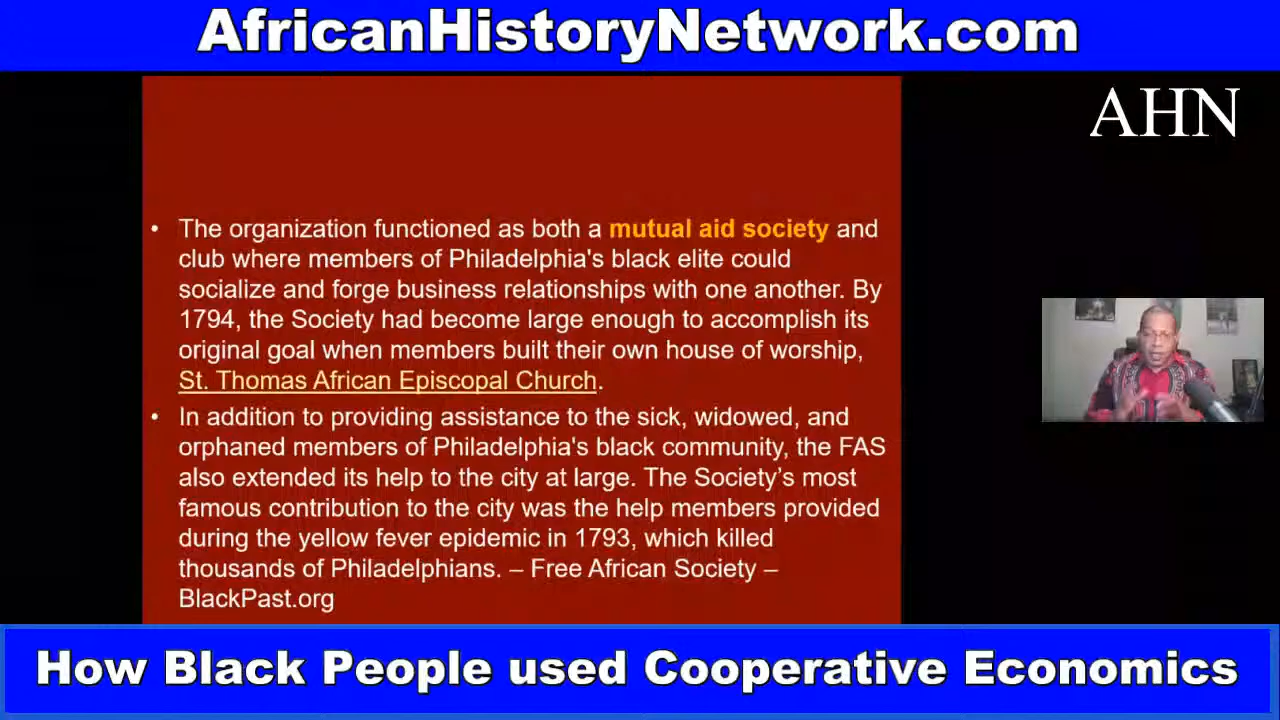 AfricanHistoryNetwork.com
AHN
• The organization functioned as both a mutual aid society and
club where members of Philadelphia's black elite could
socialize and forge business relationships with one another. By
1794, the Society had become large enough to accomplish its
original goal when members built their own house of worship,
St. Thomas African Episcopal Church.
• In addition to providing assistance to the sick, widowed, and
orphaned members of Philadelphia's black community, the FAS
also extended its help to the city at large. The Society’s most
famous contribution to the city was the help members provided
during the yellow fever epidemic in 1793, which killed
thousands of Philadelphians. – Free African Society –
BlackPast.org
How Black People used Cooperative Economics